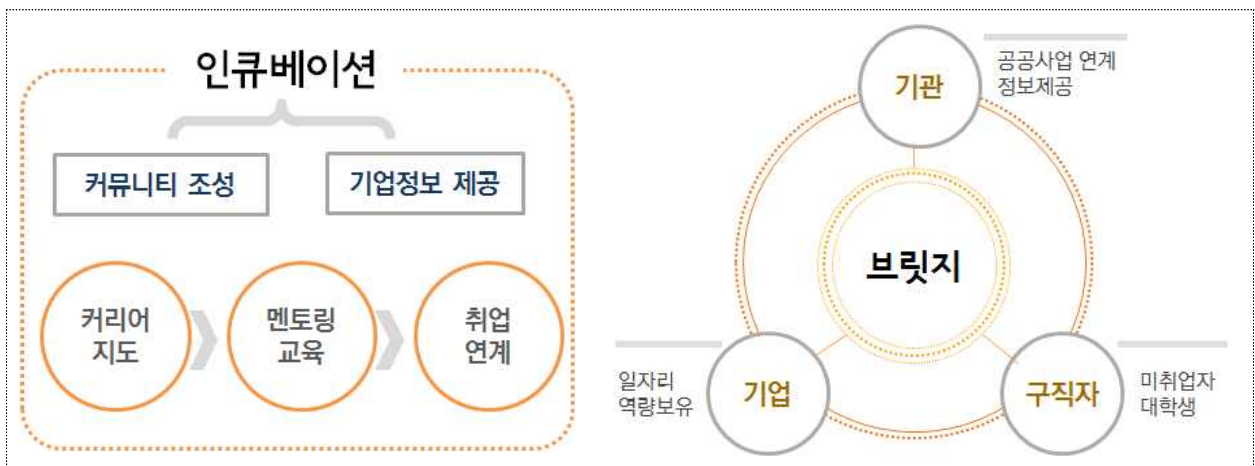 인큐베이션
커뮤니티 조성
기업정보 제공
커리어
지도
멘토링
교육
취업
연계
기관
공공사업 연계
정보제공
브릿지
일자리
역량보유
기업
구직자
미취업자
대학생